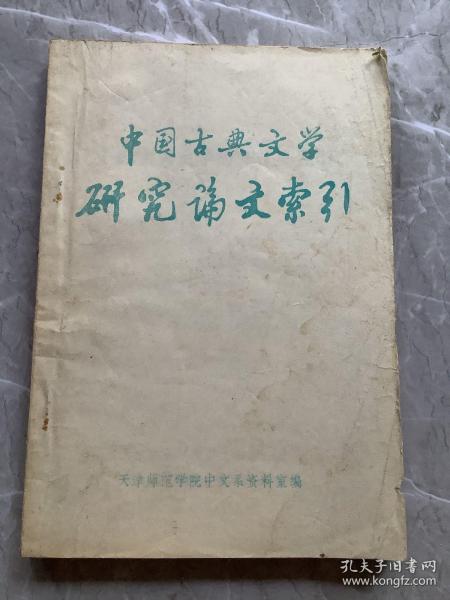 中国古典文学
研究论文索引
天津师范学院中文系资料室编
孔夫子旧书网
www.kongfz.com